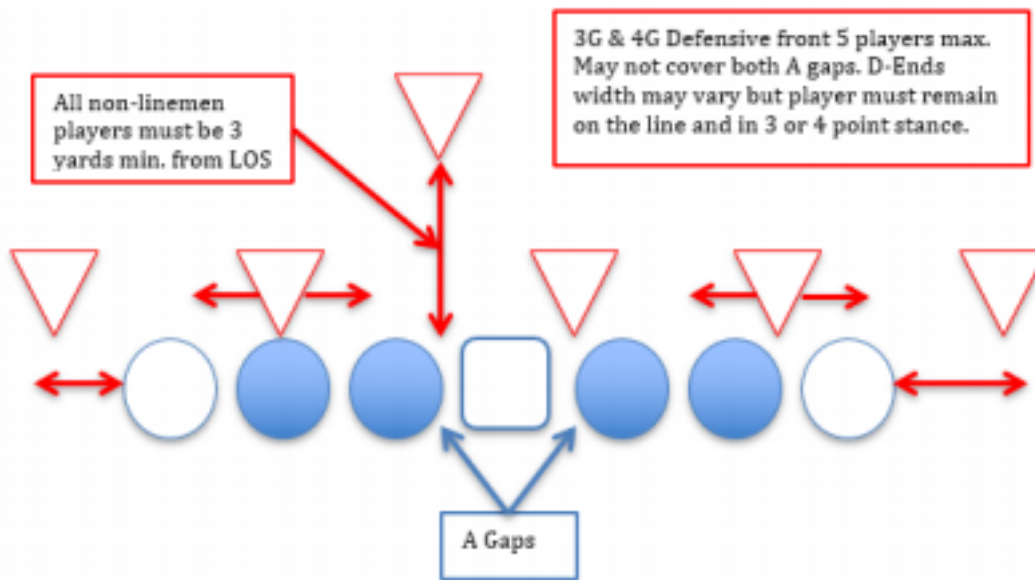 All non-linemen
players must be 3
yards min. from LOS
3G & 4G Defensive front 5 players max.
May not cover both A gaps. D-Ends
width may vary but player must remain
on the line and in 3 or 4 point stance.
A Gaps